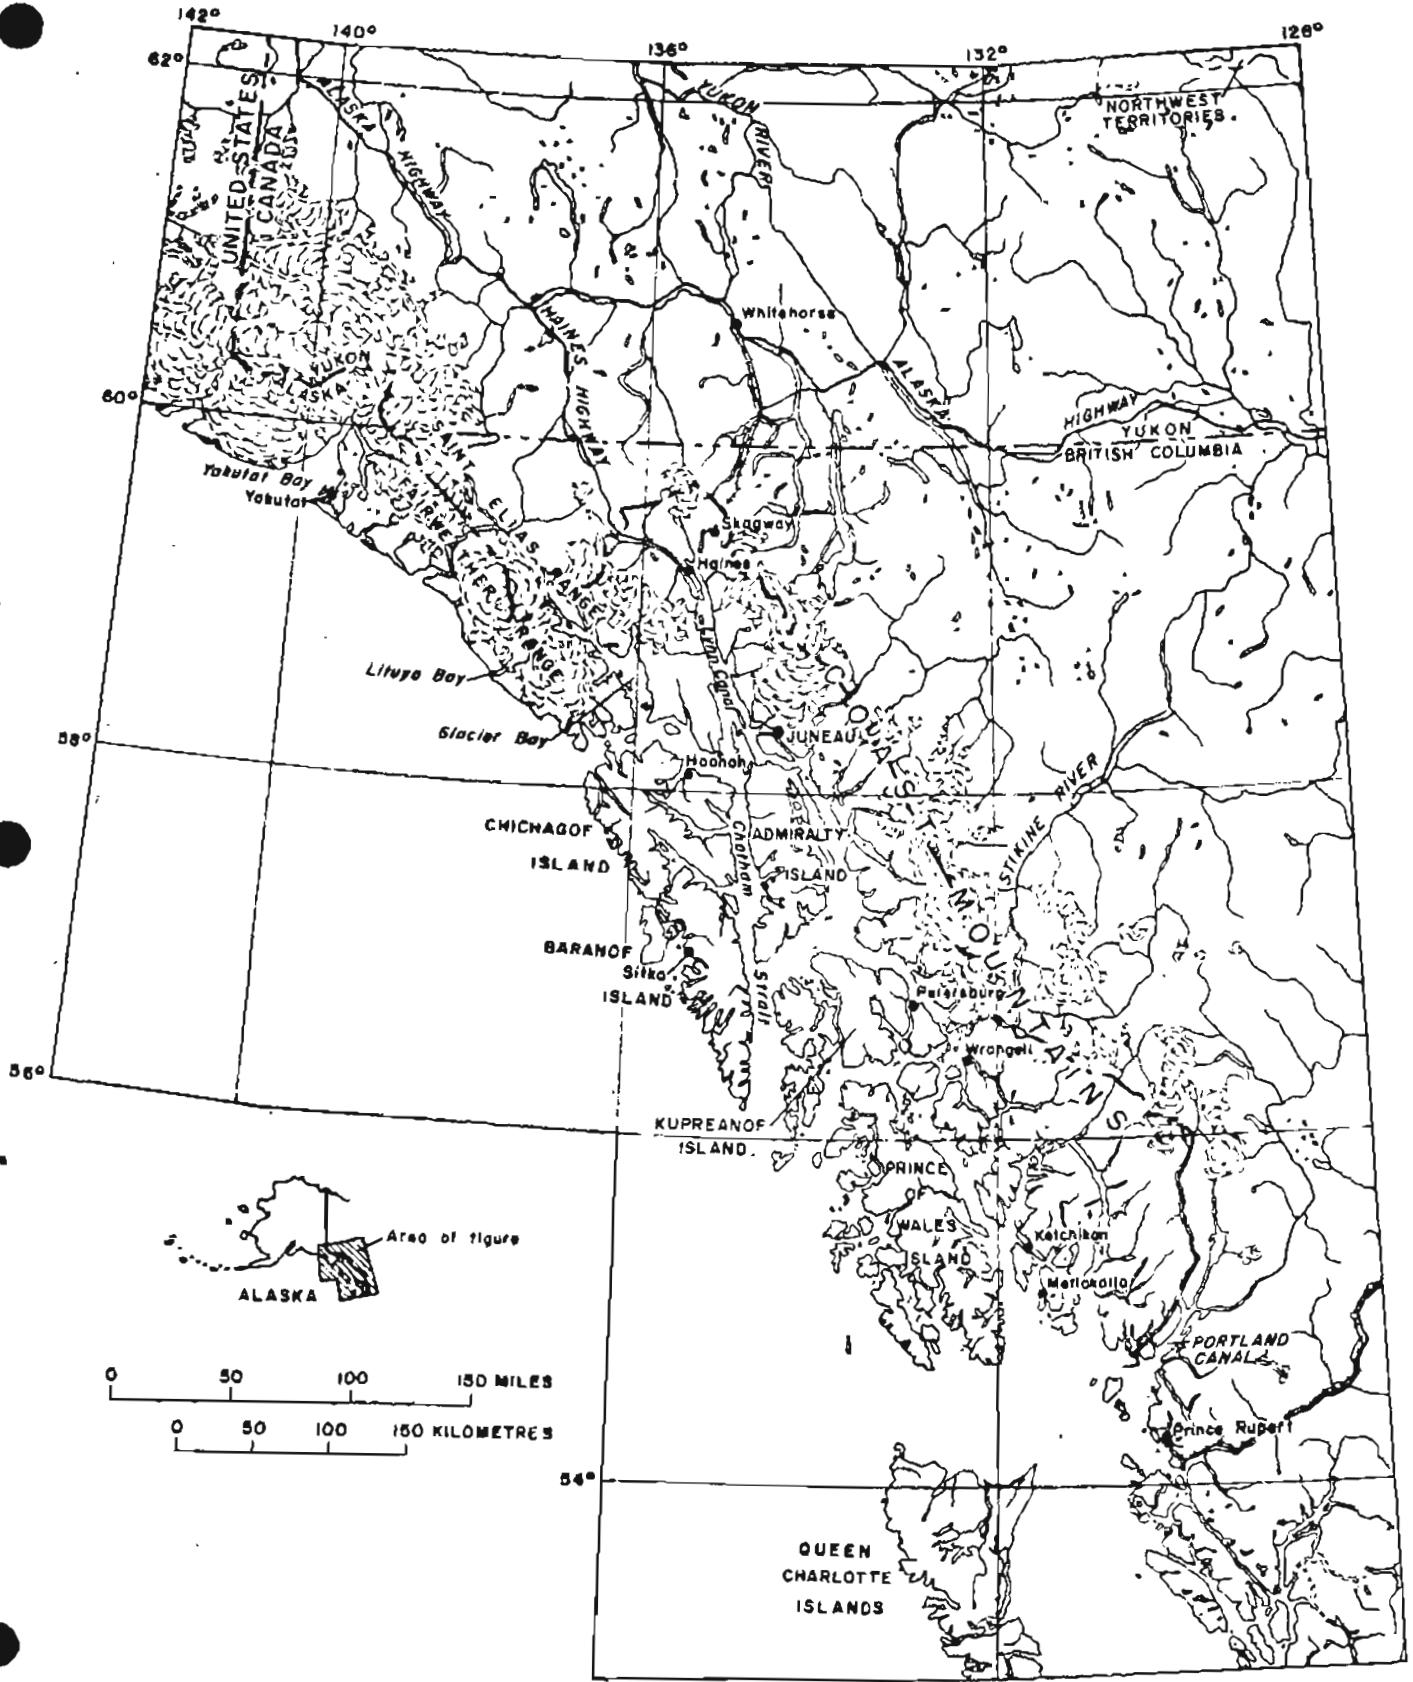 142°
140°
136°
132°
128°
62°
ALASKA
HIGHWAY
YUKON
RIVER
NORTHWEST
TERRITORIES
UNITED STATES
CANADA
Whitehorse
HAINES
HIGHWAY
YUKON
ALASKA
60°
ALASKA
HIGHWAY
YUKON
BRITISH COLUMBIA
SAINT ELIAS RANGE
Yakutat Bay
Yakutat
FAIRWEATHER RANGE
Skagway
Haines
Lynn Canal
Lituya Bay
Glacier Bay
JUNEAU
COAST MOUNTAINS
58°
Hoonah
STIKINE RIVER
CHICHAGOF
ISLAND
ADMIRALTY
ISLAND
Chatham
Strait
BARANOF
Sitka
ISLAND
Petersburg
Wrangell
56°
KUPREANOF
ISLAND
PRINCE
OF
WALES
ISLAND
Ketchikan
Metlakatla
Area of figure
ALASKA
PORTLAND
CANAL
0 50 100 150 MILES
0 50 100 150 KILOMETRES
Prince Rupert
54°
QUEEN
CHARLOTTE
ISLANDS